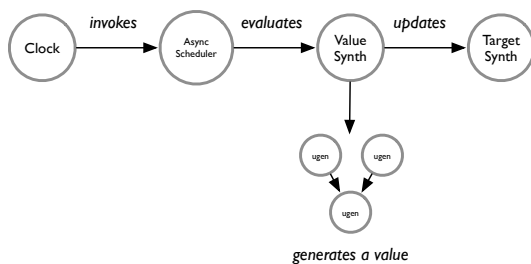 invokes
evaluates
updates
Clock
Async
Scheduler
Value
Synth
Target
Synth
ugen
ugen
ugen
generates a value